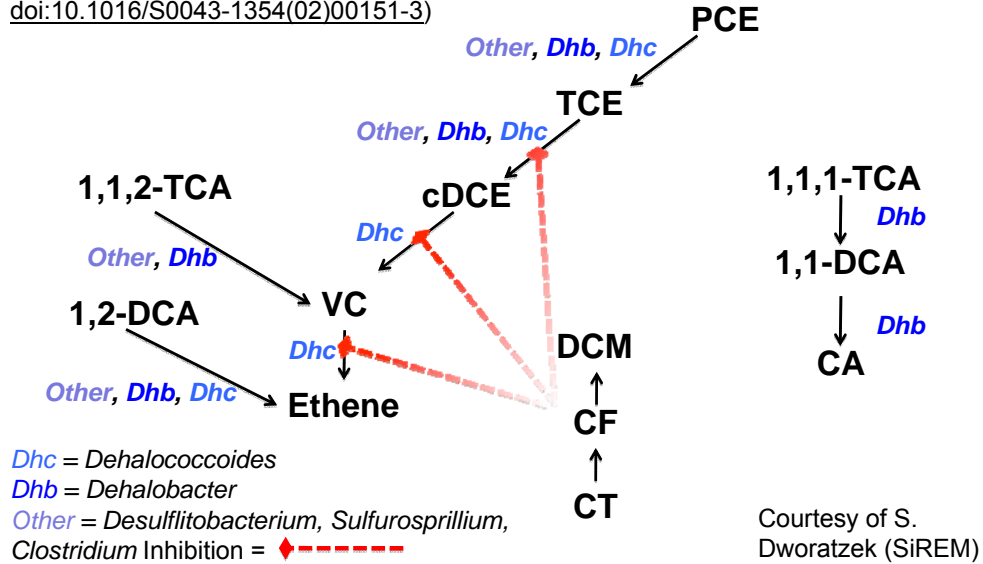 doi:10.1016/S0043-1354(02)00151-3)
PCE
Other, Dhb, Dhc
TCE
Other, Dhb, Dhc
1,1,2-TCA
cDCE
1,1,1-TCA
Dhb
Dhc
Other, Dhb
1,1-DCA
1,2-DCA
VC
Dhb
Dhc
DCM
CA
Other, Dhb, Dhc
Ethene
CF
CT
Dhc = Dehalococcoides
Dhb = Dehalobacter
Other = Desulflitobacterium, Sulfurosprillium,
Clostridium Inhibition =
Courtesy of S.
Dworatzek (SiREM)